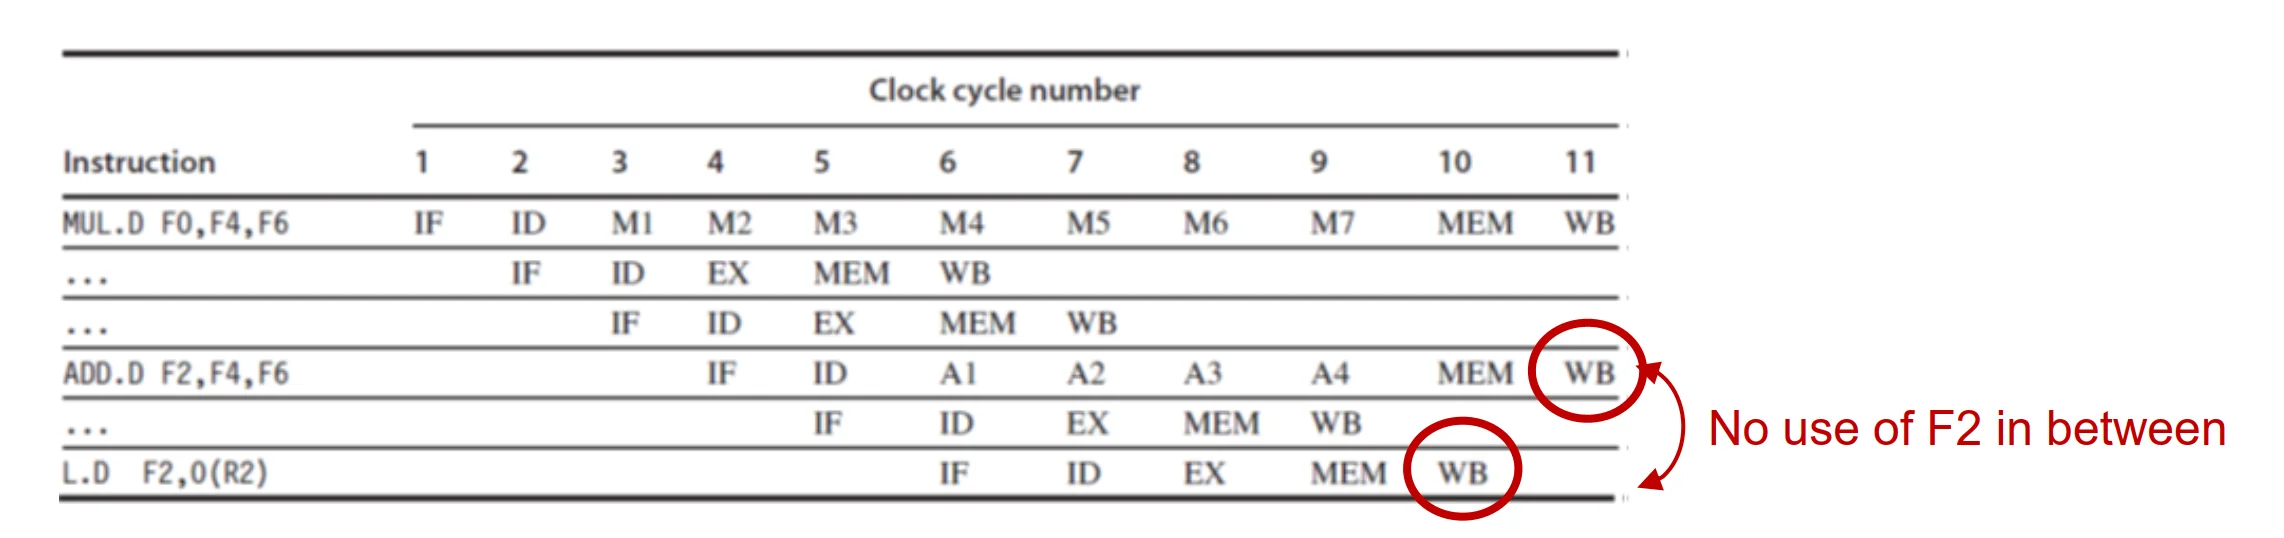 Clock cycle number
Instruction 1 2 3 4 5 6 7 8 9 10 11
MUL.D F0,F4,F6 IF ID M1 M2 M3 M4 M5 M6 M7 MEM WB
... IF ID EX MEM WB
... IF ID EX MEM WB
ADD.D F2,F4,F6 IF ID A1 A2 A3 A4 MEM WB
... IF ID EX MEM WB
L.D F2,0(R2) IF ID EX MEM WB
No use of F2 in between